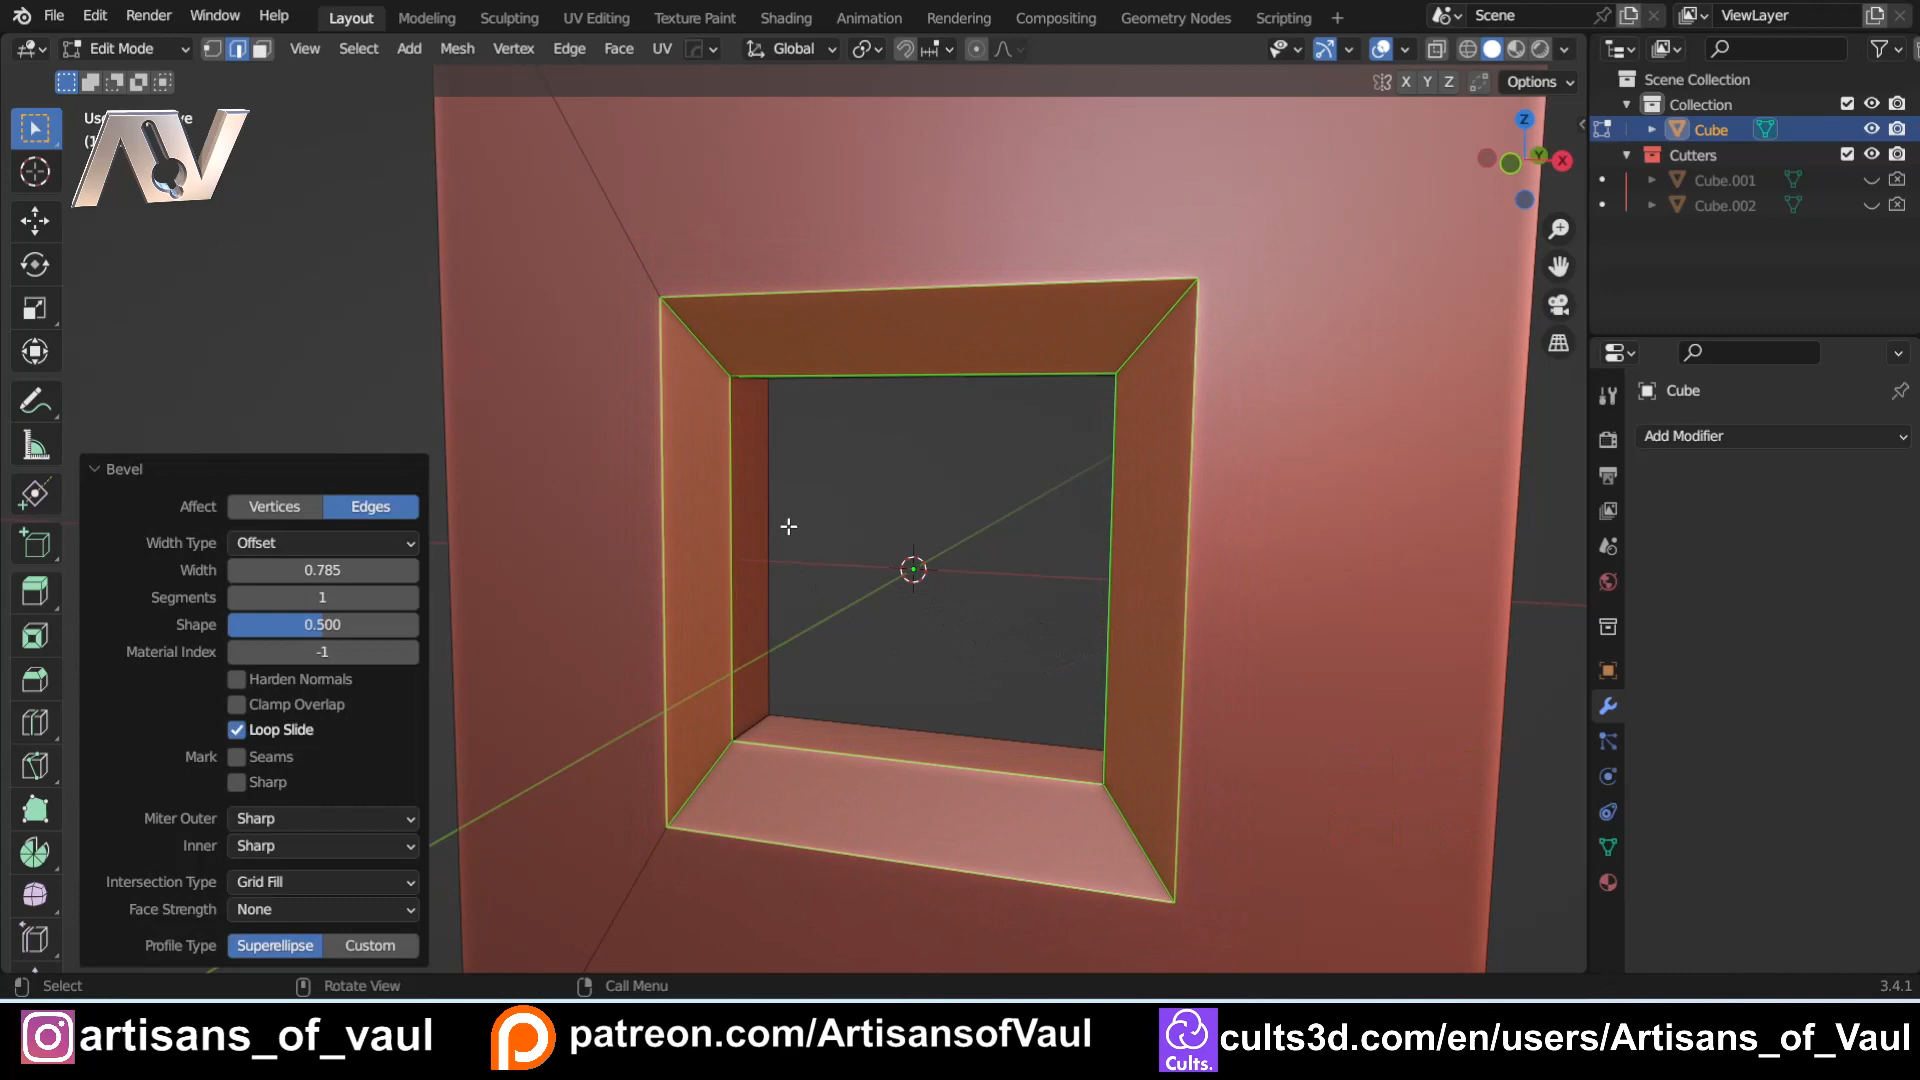 File Edit Render Window Help Layout Modeling Sculpting UV Editing Texture Paint Shading Animation Rendering Compositing Geometry Nodes Scripting + Scene ViewLayer
Edit Mode View Select Add Mesh Vertex Edge Face UV Global
X Y Z Options
Scene Collection
Collection
Cube
Cutters
Cube.001
Cube.002
Z
Y
X
Cube
Add Modifier
Bevel
Affect Vertices Edges
Width Type Offset
Width 0.785
Segments 1
Shape 0.500
Material Index -1
Harden Normals
Clamp Overlap
Loop Slide
Mark Seams
Sharp
Miter Outer Sharp
Inner Sharp
Intersection Type Grid Fill
Face Strength None
Profile Type Superellipse Custom
Select Rotate View Call Menu 3.4.1
artisans_of_vaul patreon.com/ArtisansofVaul Cults. cults3d.com/en/users/Artisans_of_Vaul